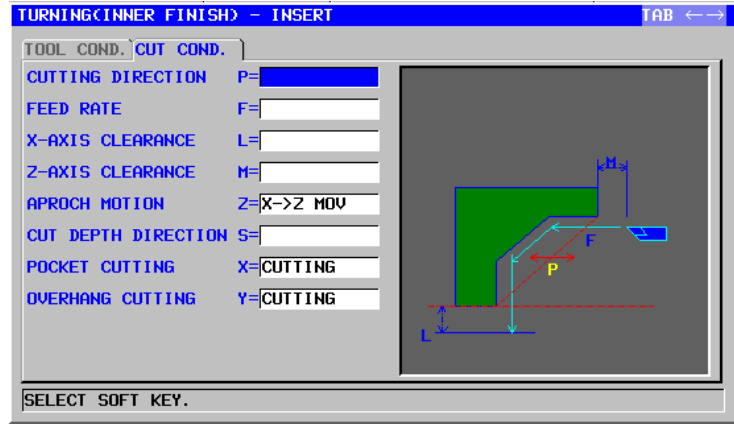 TURNING(INNER FINISH) - INSERT TAB ←→
TOOL COND. CUT COND.
CUTTING DIRECTION P=
FEED RATE F=
X-AXIS CLEARANCE L=
Z-AXIS CLEARANCE M=
APROCH MOTION Z=X->Z MOV
CUT DEPTH DIRECTION S=
POCKET CUTTING X=CUTTING
OVERHANG CUTTING Y=CUTTING
M
F
P
L
SELECT SOFT KEY.